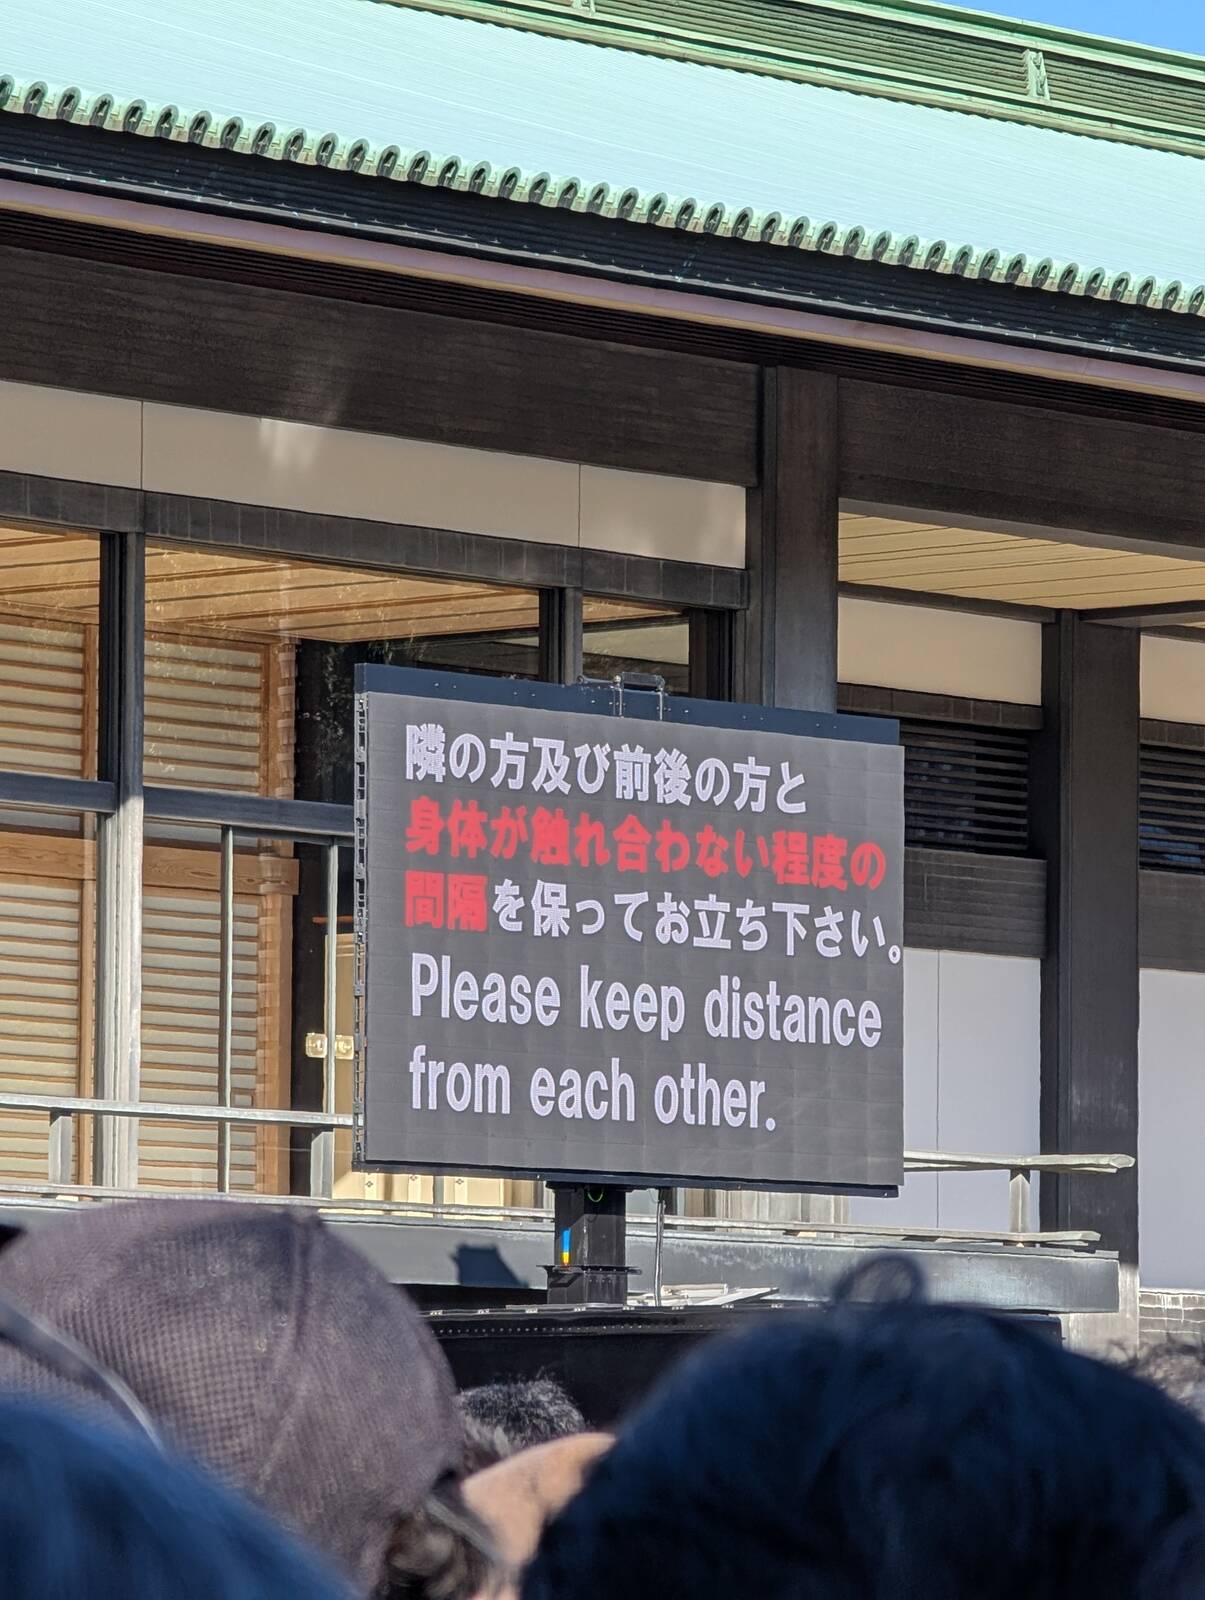 隣の方及び前後の方と
身体が触れ合わない程度の
間隔を保ってお立ち下さい。
Please keep distance
from each other.